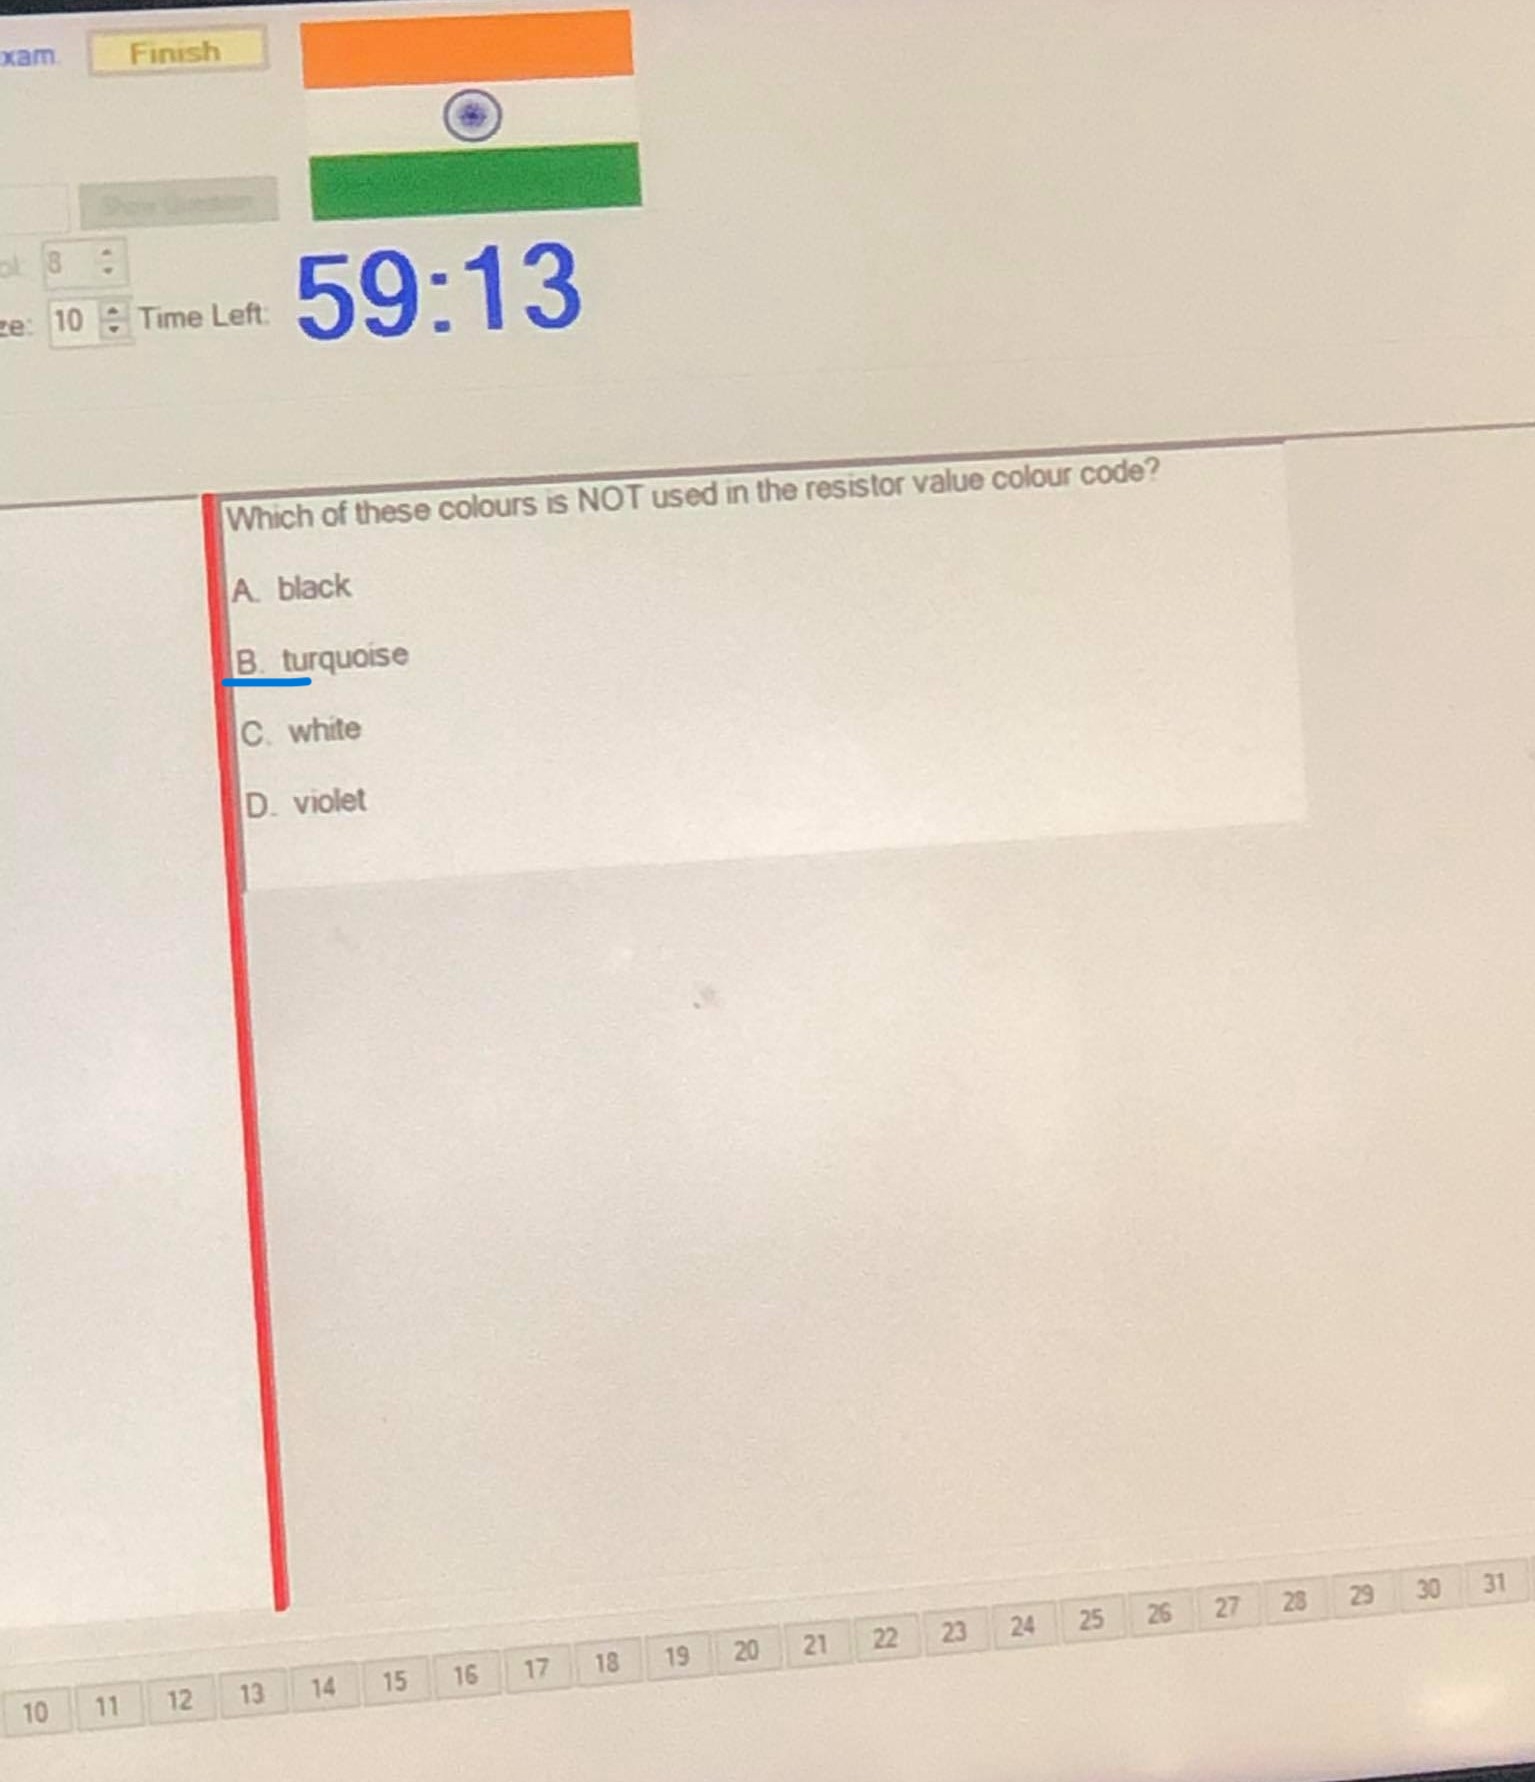 Finish
Time Left:
10
8
59:13
Which of these colours is NOT used in the resistor value colour code?
A. black
B. turquoise
C. white
D. violet
10 11 12 13 14 15 16 17 18 19 20 21 22 23 24 25 26 27 28 29 30 31